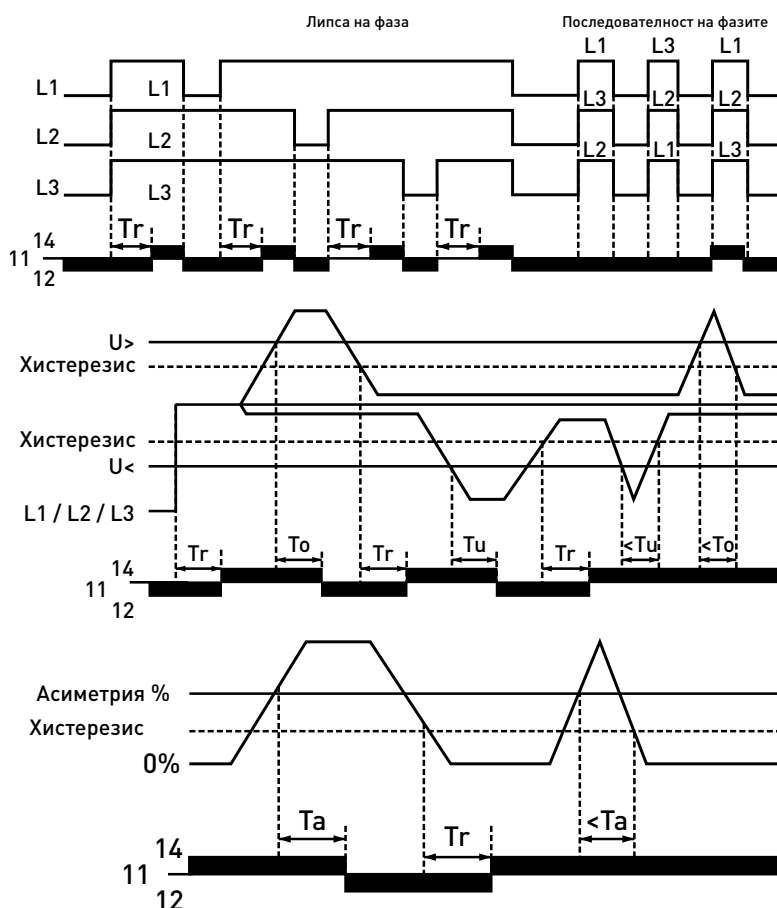 Липса на фаза
Последователност на фазите
L1 L3 L1
L1 L1
L3 L2 L2
L2 L2
L2 L1 L3
L3 L3
Tr Tr Tr Tr
14
11
12
U>
Хистерезис
Хистерезис
U<
L1 / L2 / L3
Tr To Tr Tu Tr <Tu <To
14
11
12
Асиметрия %
Хистерезис
0%
Ta Tr <Ta
14
11
12